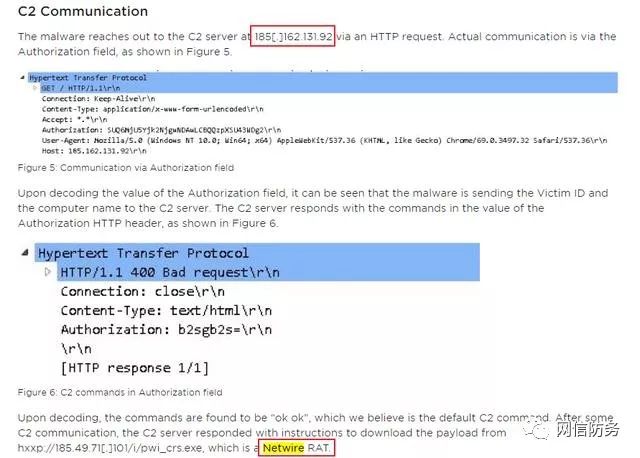 C2 Communication
The malware reaches out to the C2 server at 185[.]162.131.92 via an HTTP request. Actual communication is via the
Authorization field, as shown in Figure 5.
Hypertext Transfer Protocol
GET / HTTP/1.1\r\n
Connection: Keep-Alive\r\n
Content-Type: application/x-www-form-urlencoded\r\n
Accept: *.*\r\n
User-Agent: Mozilla/5.0 (Windows NT 10.0; Win64; x64) AppleWebKit/537.36 (KHTML, like Gecko) Chrome/69.0.3497.32 Safari/537.36\r\n
Host: 185.162.131.92\r\n
Figure 5: Communication via Authorization field
Upon decoding the value of the Authorization field, it can be seen that the malware is sending the Victim ID and
the computer name to the C2 server. The C2 server responds with the commands in the value of the
Authorization HTTP header, as shown in Figure 6.
Hypertext Transfer Protocol
HTTP/1.1 400 Bad request\r\n
Connection: close\r\n
Content-Type: text/html\r\n
Authorization: b2sgb2s=\r\n
\r\n
[HTTP response 1/1]
Figure 6: C2 commands in Authorization field
Upon decoding, the commands are found to be "ok ok", which we believe is the default C2 command. After some
C2 communication, the C2 server responded with instructions to download the payload from
hxxp://185.49.71[.]101/i/pwi_crs.exe, which is a Netwire RAT.
网信防务